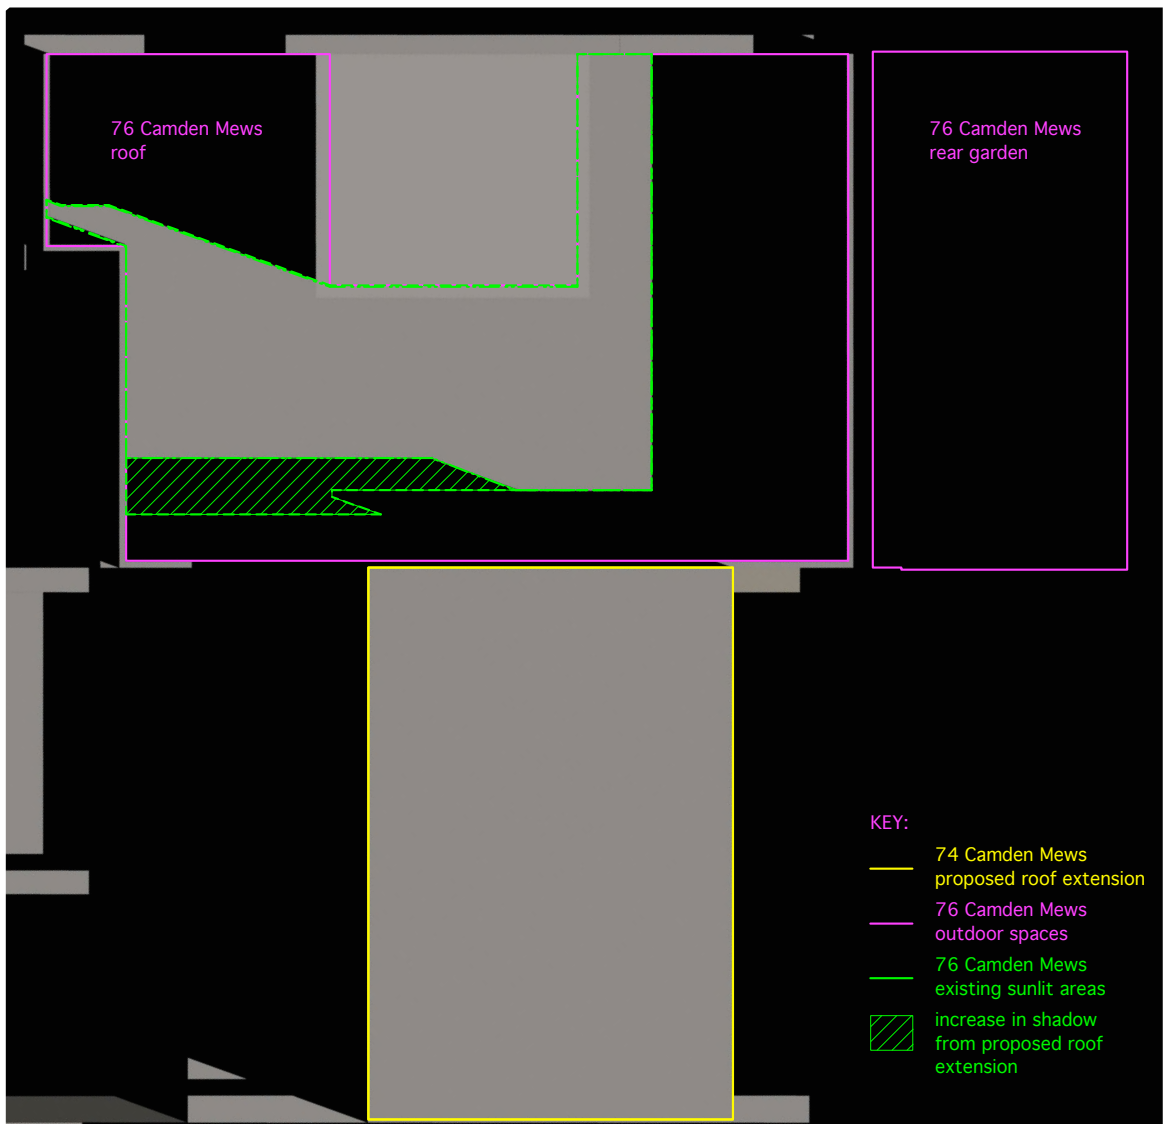 76 Camden Mews
roof
76 Camden Mews
rear garden
KEY:
74 Camden Mews
proposed roof extension
76 Camden Mews
outdoor spaces
76 Camden Mews
existing sunlit areas
increase in shadow
from proposed roof
extension